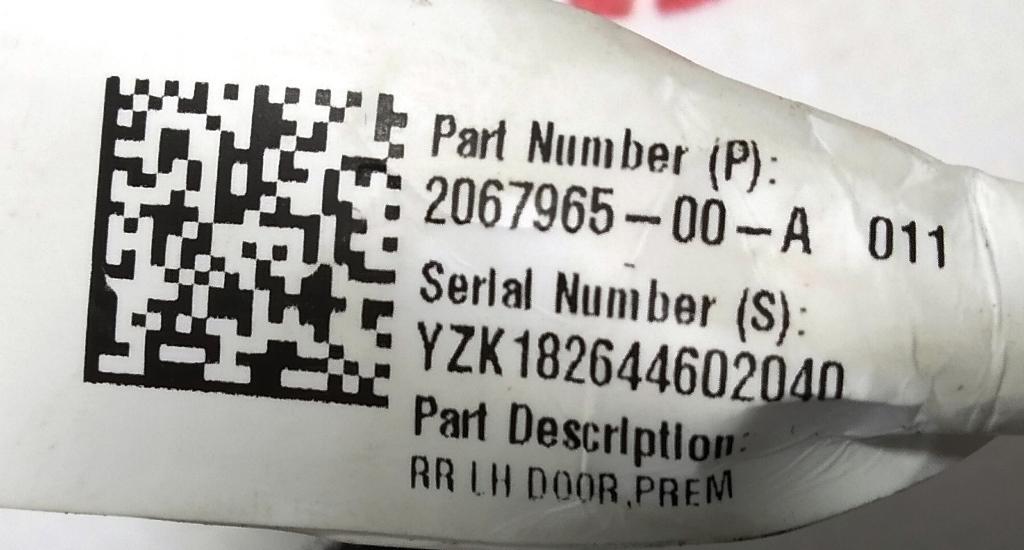 Part Number (P):
2067965-00-A 011
Serial Number (S):
YZK182644602040
Part Description:
RR LH DOOR,PREM